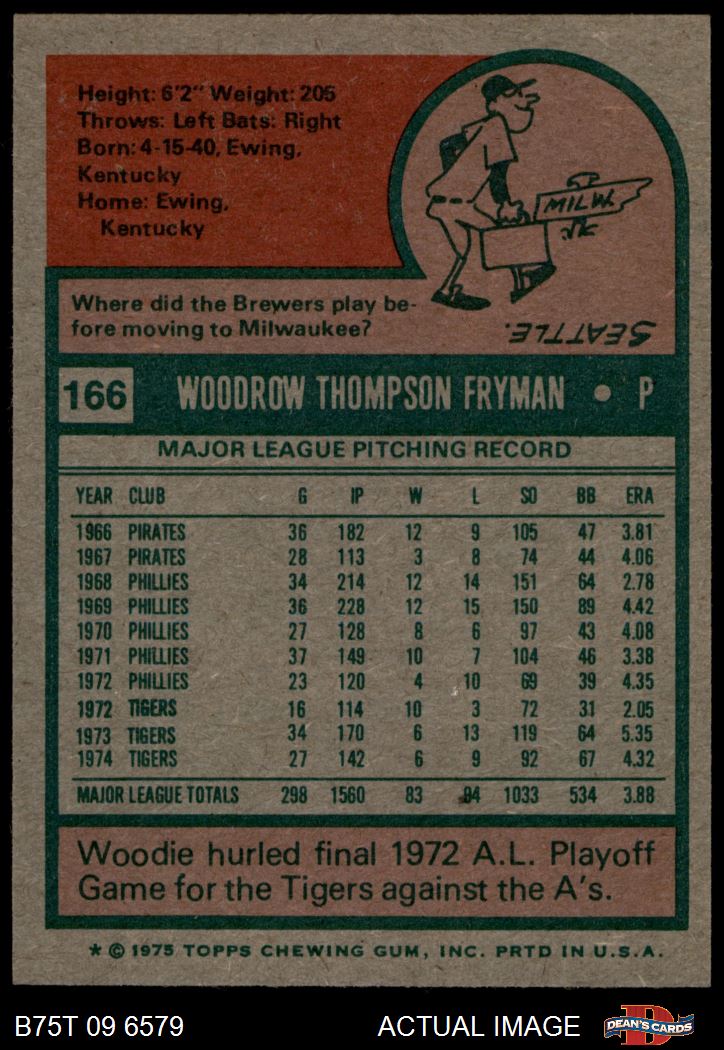 Height: 6'2" Weight: 205
Throws: Left Bats: Right
Born: 4-15-40, Ewing,
Kentucky
Home: Ewing,
Kentucky
MILW.
Where did the Brewers play be-
fore moving to Milwaukee?
SEATTLE.
166 WOODROW THOMPSON FRYMAN • P
MAJOR LEAGUE PITCHING RECORD
YEAR CLUB G IP W L SO BB ERA
1966 PIRATES 36 182 12 9 105 47 3.81
1967 PIRATES 28 113 3 8 74 44 4.06
1968 PHILLIES 34 214 12 14 151 64 2.78
1969 PHILLIES 36 228 12 15 150 89 4.42
1970 PHILLIES 27 128 8 6 97 43 4.08
1971 PHILLIES 37 149 10 7 104 46 3.38
1972 PHILLIES 23 120 4 10 69 39 4.35
1972 TIGERS 16 114 10 3 72 31 2.05
1973 TIGERS 34 170 6 13 119 64 5.35
1974 TIGERS 27 142 6 9 92 67 4.32
MAJOR LEAGUE TOTALS 298 1560 83 94 1033 534 3.88
Woodie hurled final 1972 A.L. Playoff
Game for the Tigers against the A's.
* © 1975 TOPPS CHEWING GUM, INC. PRTD IN U.S.A.
B75T 09 6579 ACTUAL IMAGE D DEAN'S CARDS